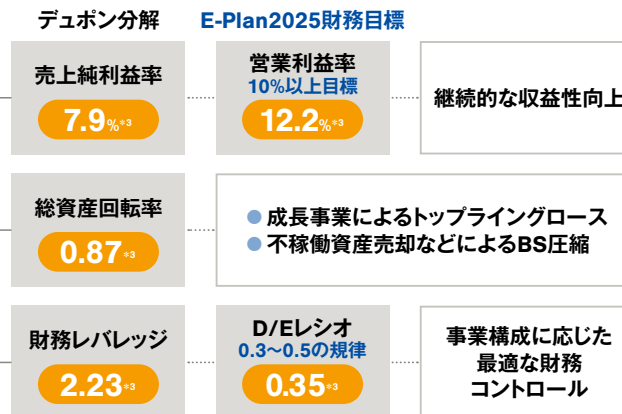 デュポン分解
E-Plan2025財務目標
売上純利益率
7.9%*3
営業利益率
10%以上目標
12.2%*3
継続的な収益性向上
総資産回転率
0.87*3
● 成長事業によるトップライングロース
● 不稼働資産売却などによるBS圧縮
財務レバレッジ
2.23*3
D/Eレシオ
0.3〜0.5の規律
0.35*3
事業構成に応じた
最適な財務
コントロール